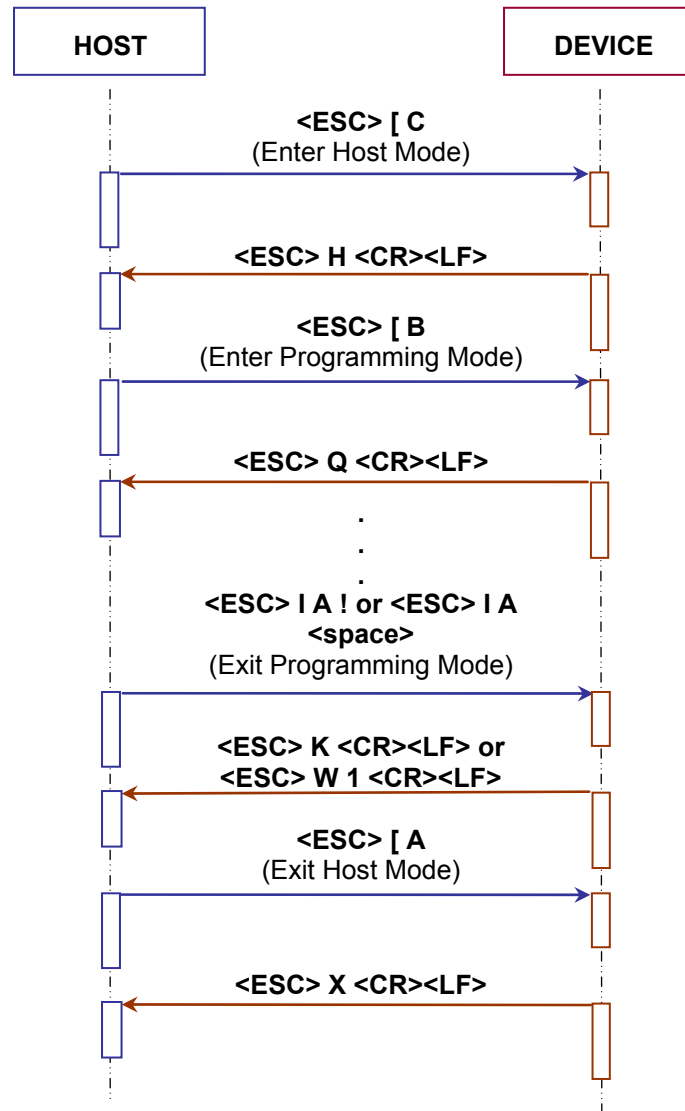 HOST
DEVICE
<ESC> [ C
(Enter Host Mode)
<ESC> H <CR><LF>
<ESC> [ B
(Enter Programming Mode)
<ESC> Q <CR><LF>
.
.
.
<ESC> I A ! or <ESC> I A
<space>
(Exit Programming Mode)
<ESC> K <CR><LF> or
<ESC> W 1 <CR><LF>
<ESC> [ A
(Exit Host Mode)
<ESC> X <CR><LF>